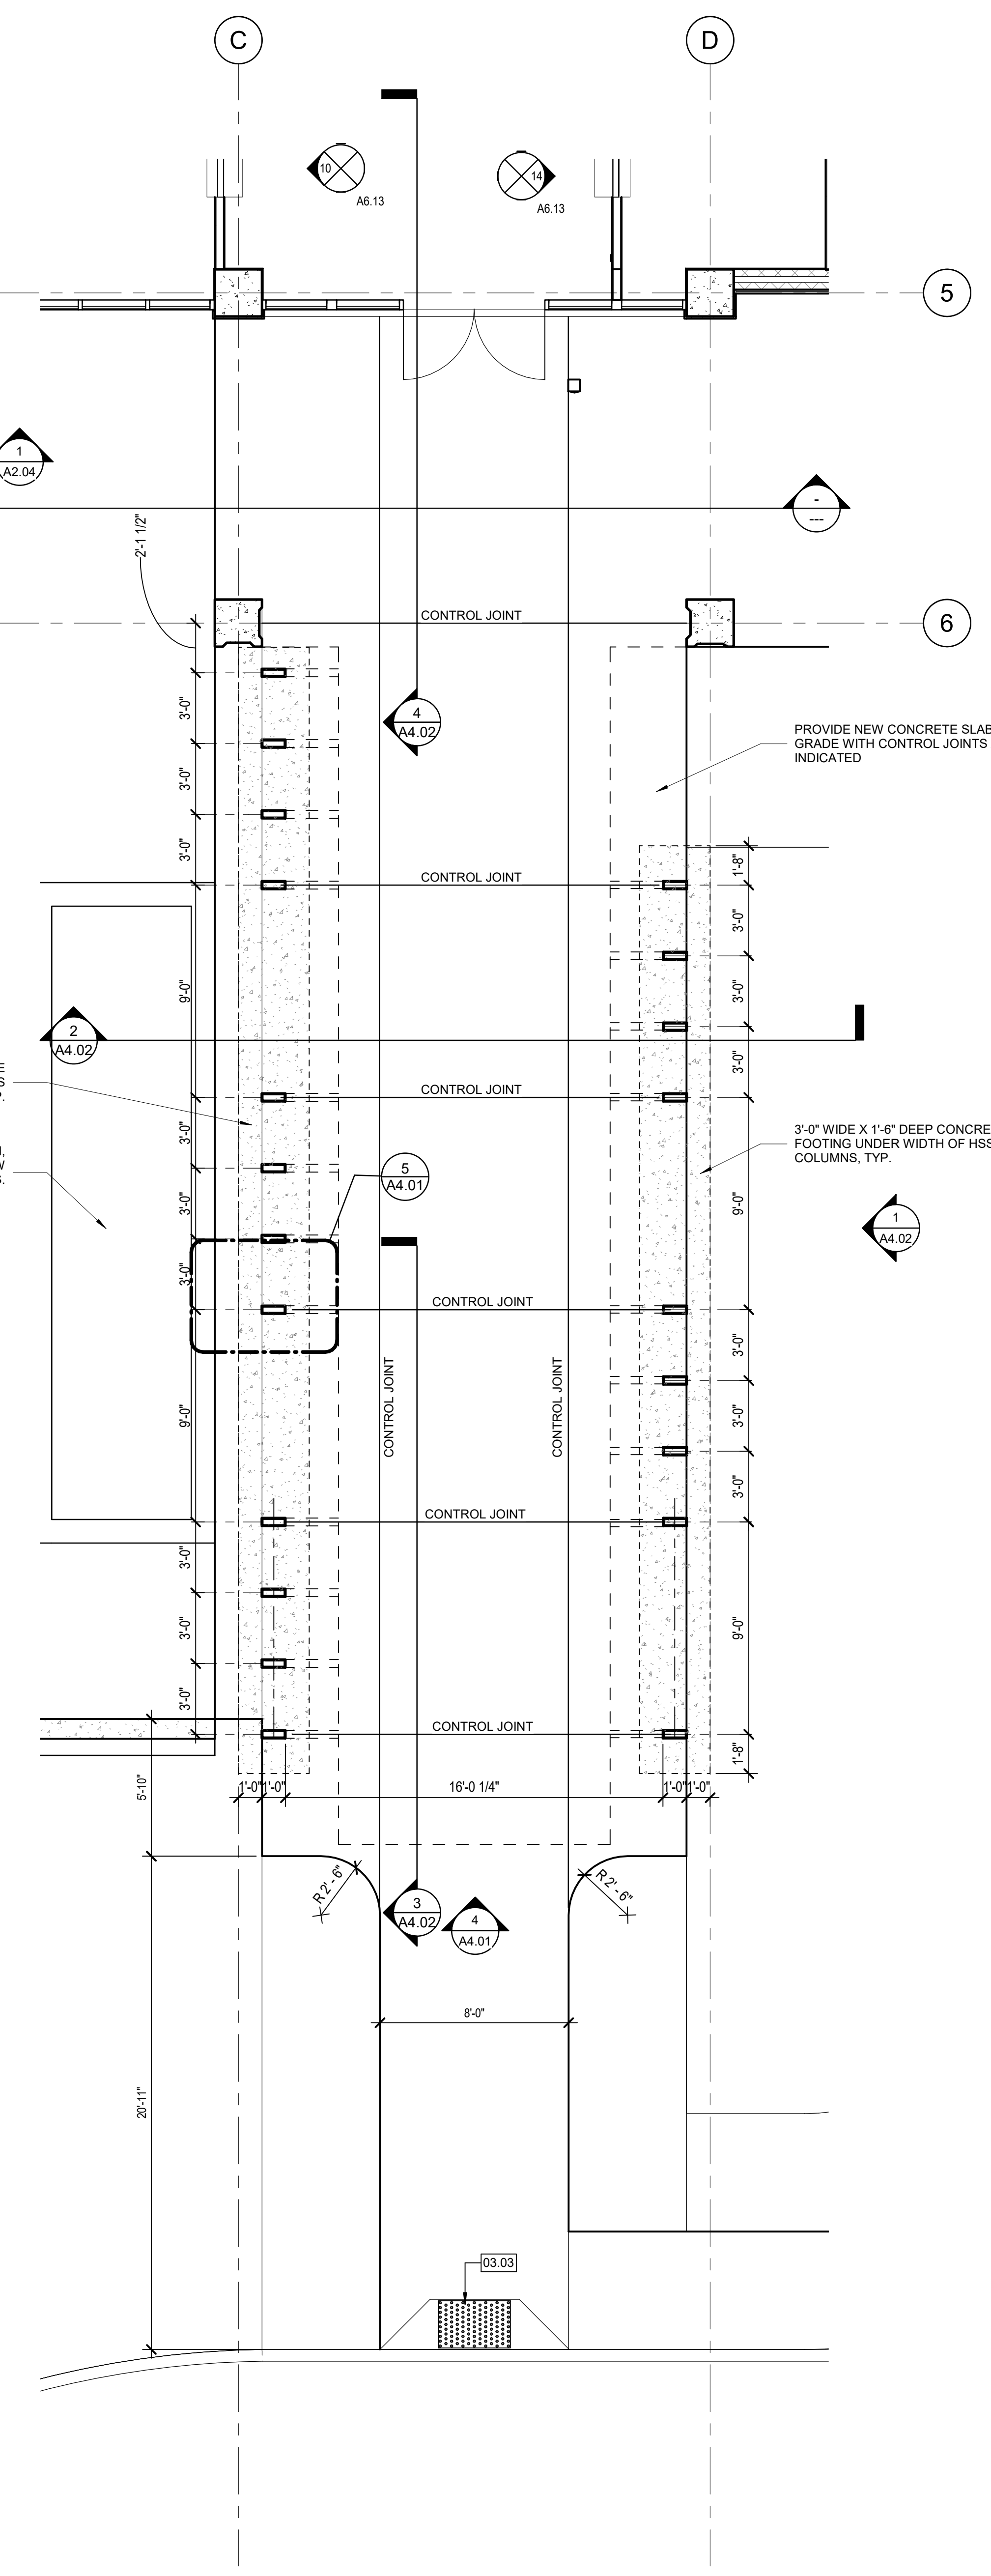 C
D
10
A6.13
14
A6.13
5
1
A2.04
-
---
2'-1 1/2"
CONTROL JOINT
6
3'-0"
4
A4.02
PROVIDE NEW CONCRETE SLAB
GRADE WITH CONTROL JOINTS
INDICATED
3'-0"
3'-0"
1'-8"
CONTROL JOINT
3'-0"
9'-0"
3'-0"
2
A4.02
3'-0"
CONTROL JOINT
3'-0"
3'-0" WIDE X 1'-6" DEEP
FOOTING UNDER WIDTH OF
COLUMNS, TYP.
5
A4.01
3'-0"
9'-0"
1
A4.02
3'-0"
CONTROL JOINT
3'-0"
CONTROL JOINT
CONTROL JOINT
9'-0"
3'-0"
3'-0"
CONTROL JOINT
3'-0"
3'-0"
9'-0"
3'-0"
CONTROL JOINT
1'-8"
5'-10"
1'-0"
1'-0"
16'-0 1/4"
1'-0"
1'-0"
R 2' - 6"
R 2' - 6"
3
A4.02
4
A4.01
8'-0"
20'-11"
03.03